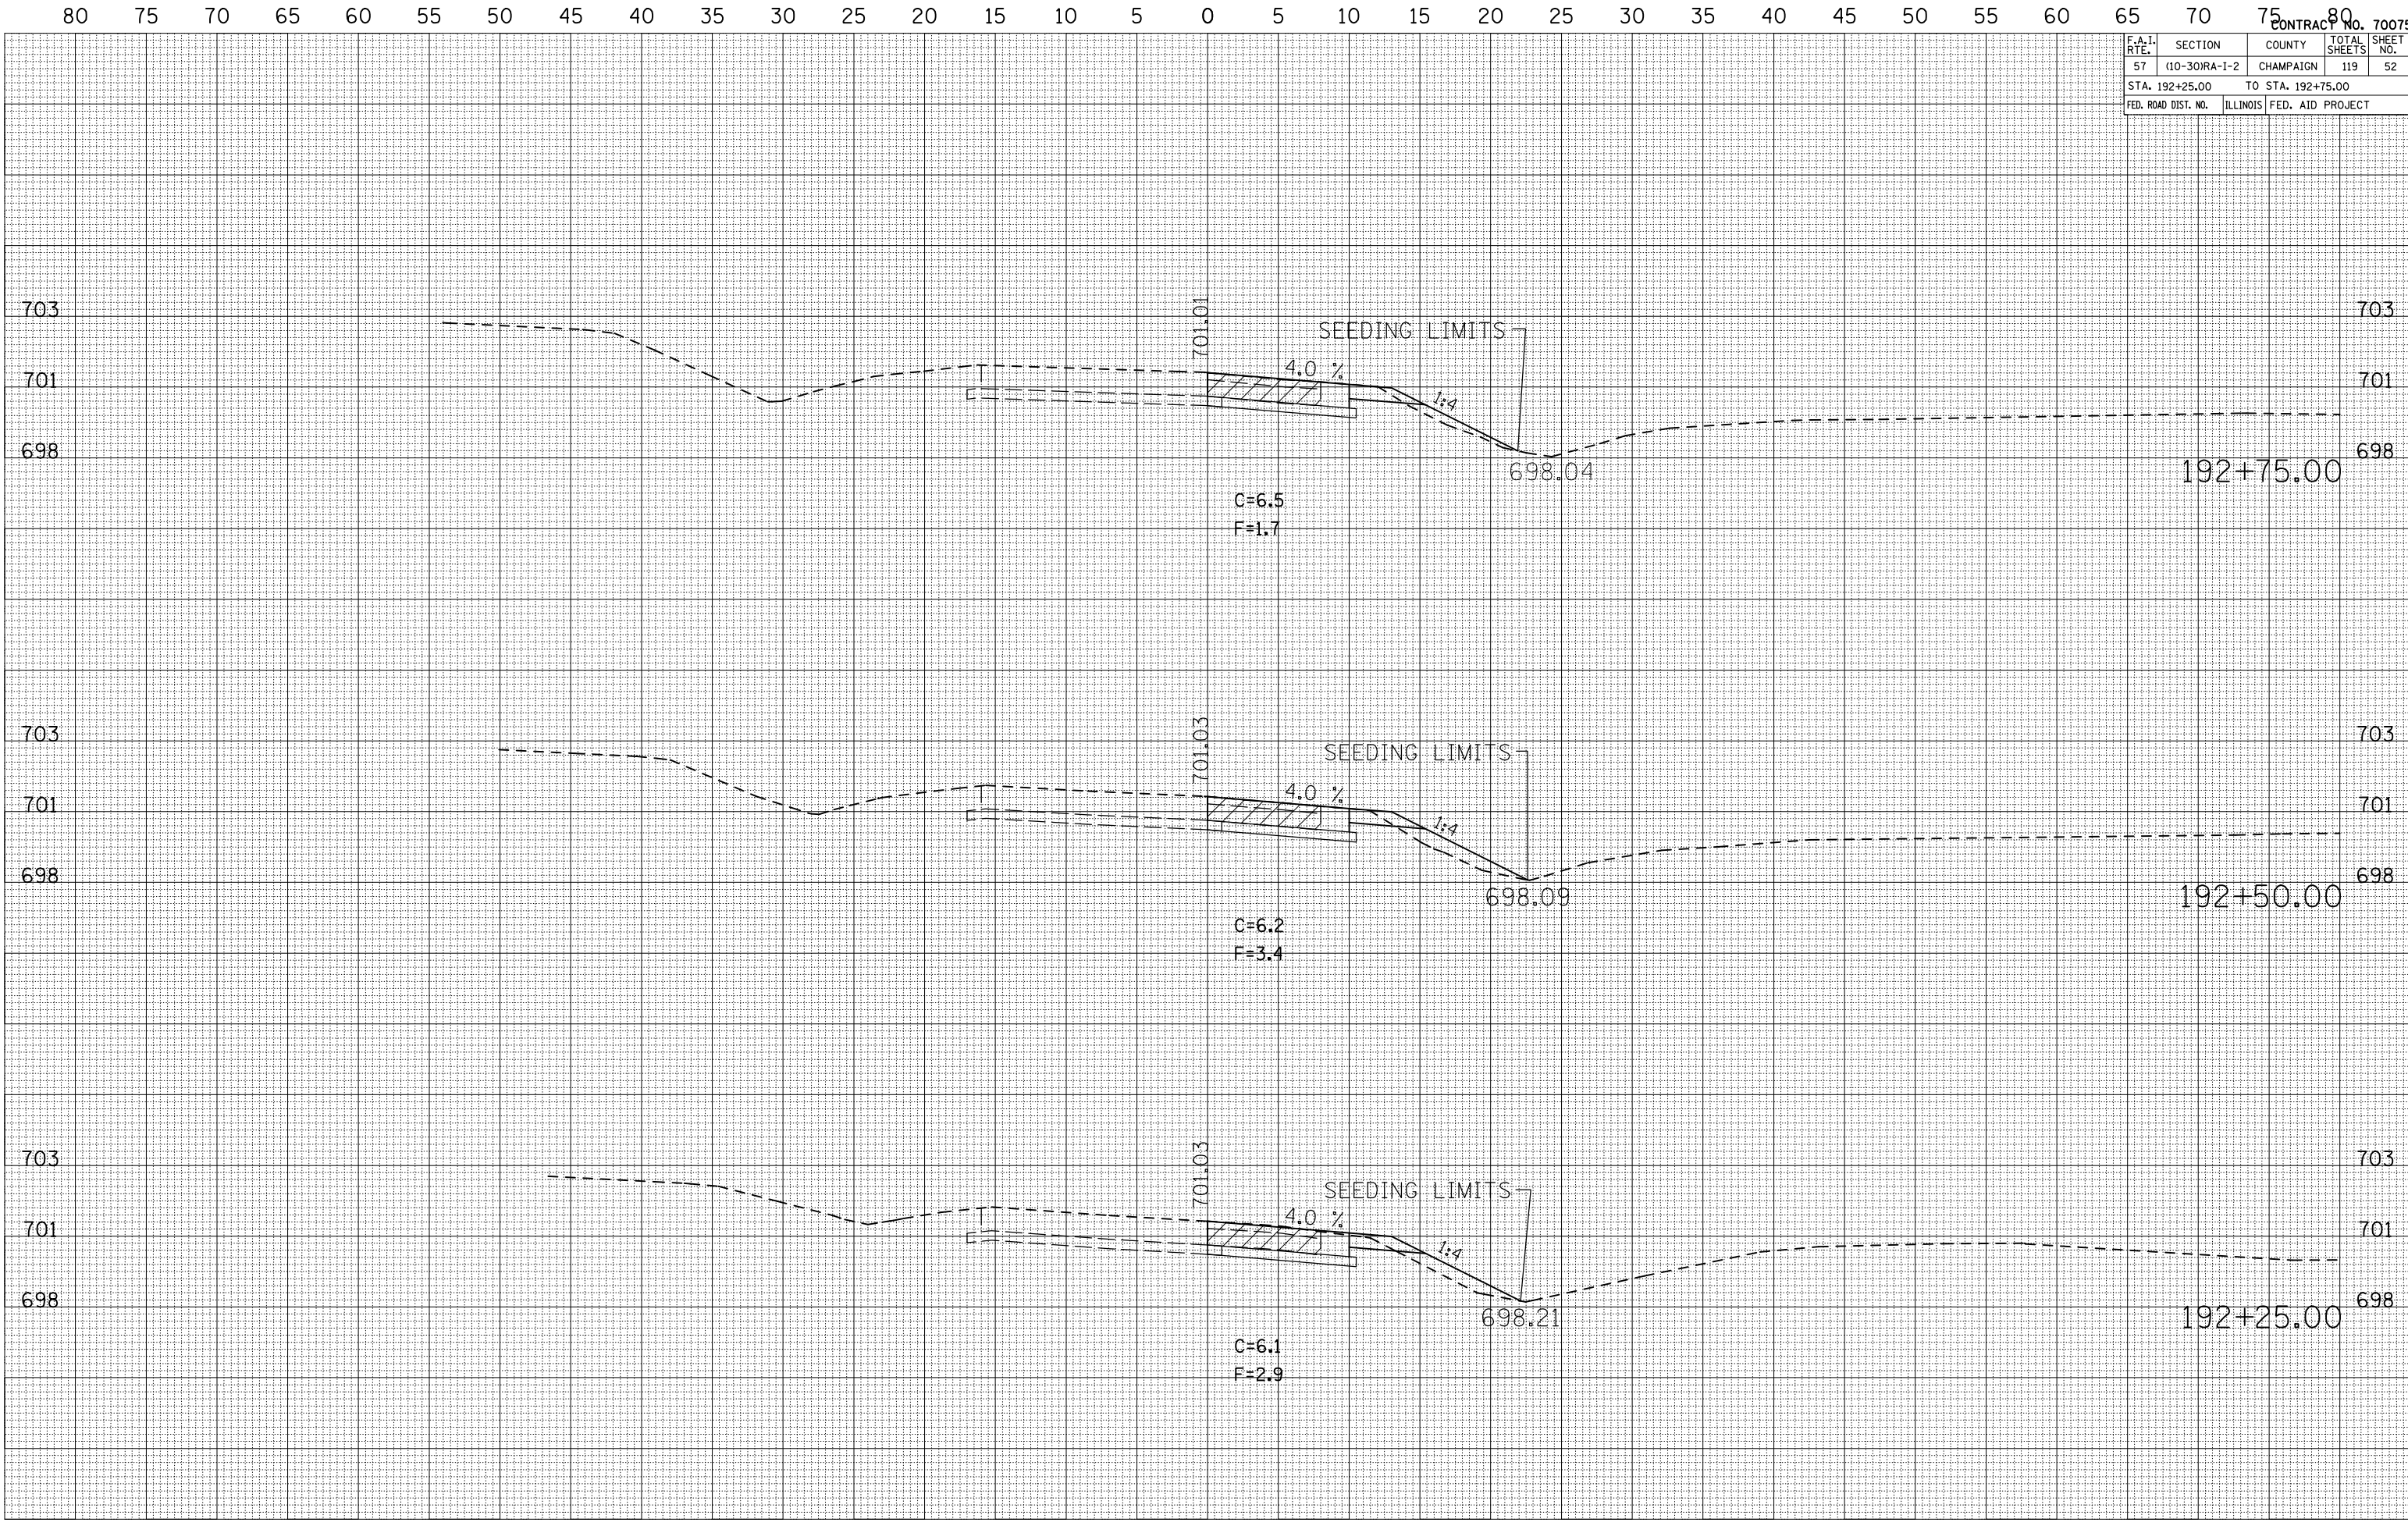 80 75 70 65 60 55 50 45 40 35 30 25 20 15 10 5 0 5 10 15 20 25 30 35 40 45 50 55 60 65 70 75 80
CONTRACT NO. 70075
F.A.I. RTE. SECTION COUNTY TOTAL SHEETS SHEET NO.
57 (10-30)RA-I-2 CHAMPAIGN 119 52
STA. 192+25.00 TO STA. 192+75.00
FED. ROAD DIST. NO. ILLINOIS FED. AID PROJECT
703 701.01 703
SEEDING LIMITS
4.0 %
701 701
1:4
698 698
698.04 192+75.00
C=6.5
F=1.7
703 701.03 703
SEEDING LIMITS
4.0 %
701 701
1:4
698 698
698.09 192+50.00
C=6.2
F=3.4
703 701.03 703
SEEDING LIMITS
4.0 %
701 701
1:4
698 698
698.21 192+25.00
C=6.1
F=2.9